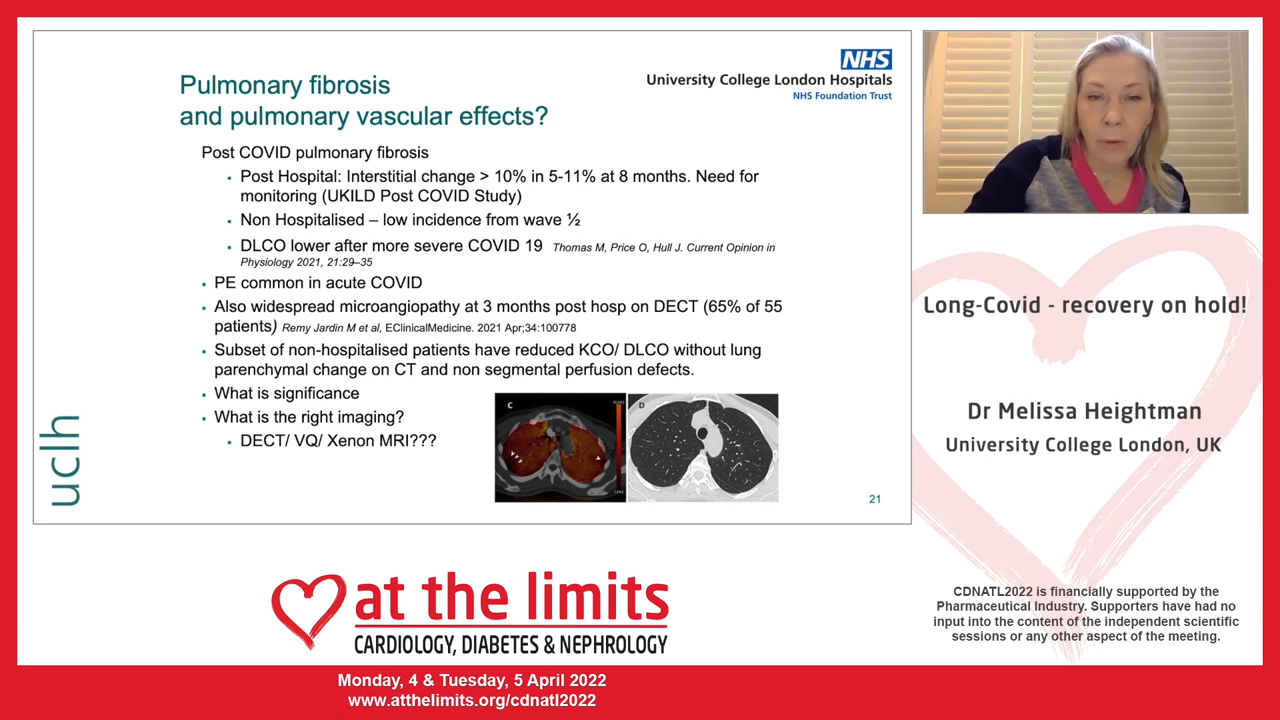 Pulmonary fibrosis
and pulmonary vascular effects?
NHS
University College London Hospitals
NHS Foundation Trust
Post COVID pulmonary fibrosis
▪ Post Hospital: Interstitial change > 10% in 5-11% at 8 months. Need for
monitoring (UKILD Post COVID Study)
▪ Non Hospitalised – low incidence from wave ½
▪ DLCO lower after more severe COVID 19 Thomas M, Price O, Hull J. Current Opinion in
Physiology 2021, 21:29–35
▪ PE common in acute COVID
▪ Also widespread microangiopathy at 3 months post hosp on DECT (65% of 55
patients) Remy Jardin M et al, EClinicalMedicine. 2021 Apr;34:100778
▪ Subset of non-hospitalised patients have reduced KCO/ DLCO without lung
parenchymal change on CT and non segmental perfusion defects.
▪ What is significance
▪ What is the right imaging?
▪ DECT/ VQ/ Xenon MRI???
C
D
uclh
21
Long-Covid - recovery on hold!
Dr Melissa Heightman
University College London, UK
at the limits
CARDIOLOGY, DIABETES & NEPHROLOGY
CDNATL2022 is financially supported by the
Pharmaceutical Industry. Supporters have had no
input into the content of the independent scientific
sessions or any other aspect of the meeting.
Monday, 4 & Tuesday, 5 April 2022
www.atthelimits.org/cdnatl2022